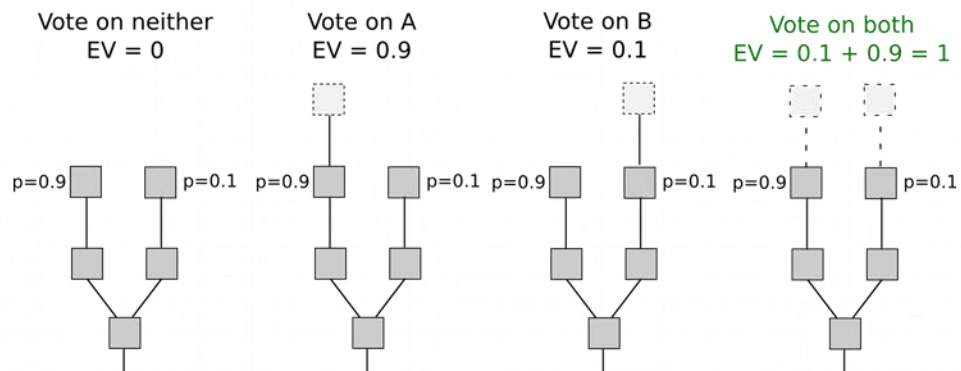 Vote on neither
EV = 0
Vote on A
EV = 0.9
Vote on B
EV = 0.1
Vote on both
EV = 0.1 + 0.9 = 1
p=0.9
p=0.1
p=0.9
p=0.1
p=0.9
p=0.1
p=0.9
p=0.1